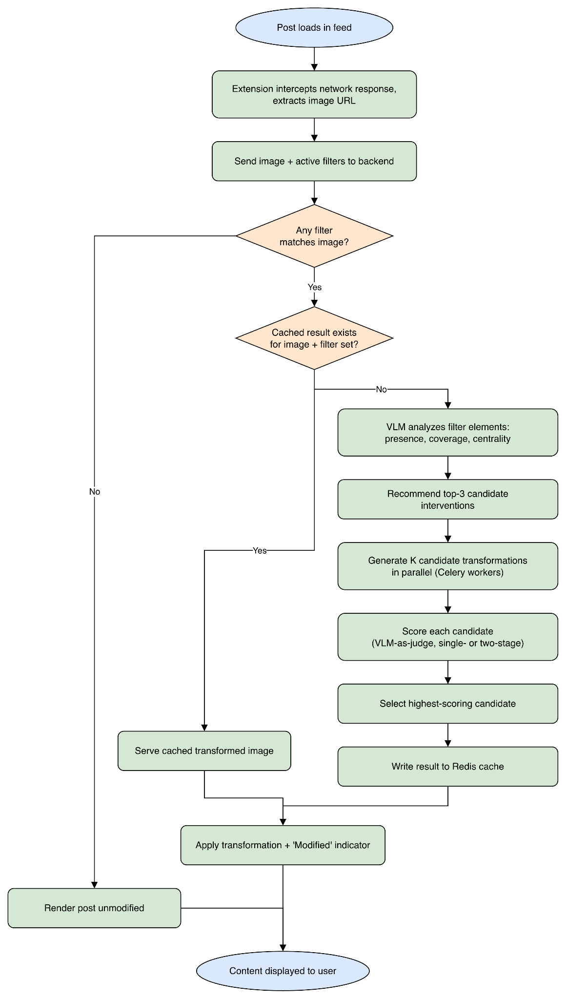 Post loads in feed
Extension intercepts network response,
extracts image URL
Send image + active filters to backend
Any filter
matches image?
Yes
Cached result exists
for image + filter set?
No
VLM analyzes filter elements:
presence, coverage, centrality
No
Recommend top-3 candidate
interventions
Yes
Generate K candidate transformations
in parallel (Celery workers)
Score each candidate
(VLM-as-judge, single- or two-stage)
Select highest-scoring candidate
Serve cached transformed image
Write result to Redis cache
Apply transformation + 'Modified' indicator
Render post unmodified
Content displayed to user